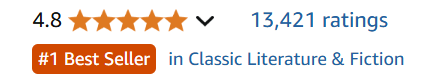 4.8 13,421 ratings
#1 Best Seller in Classic Literature & Fiction